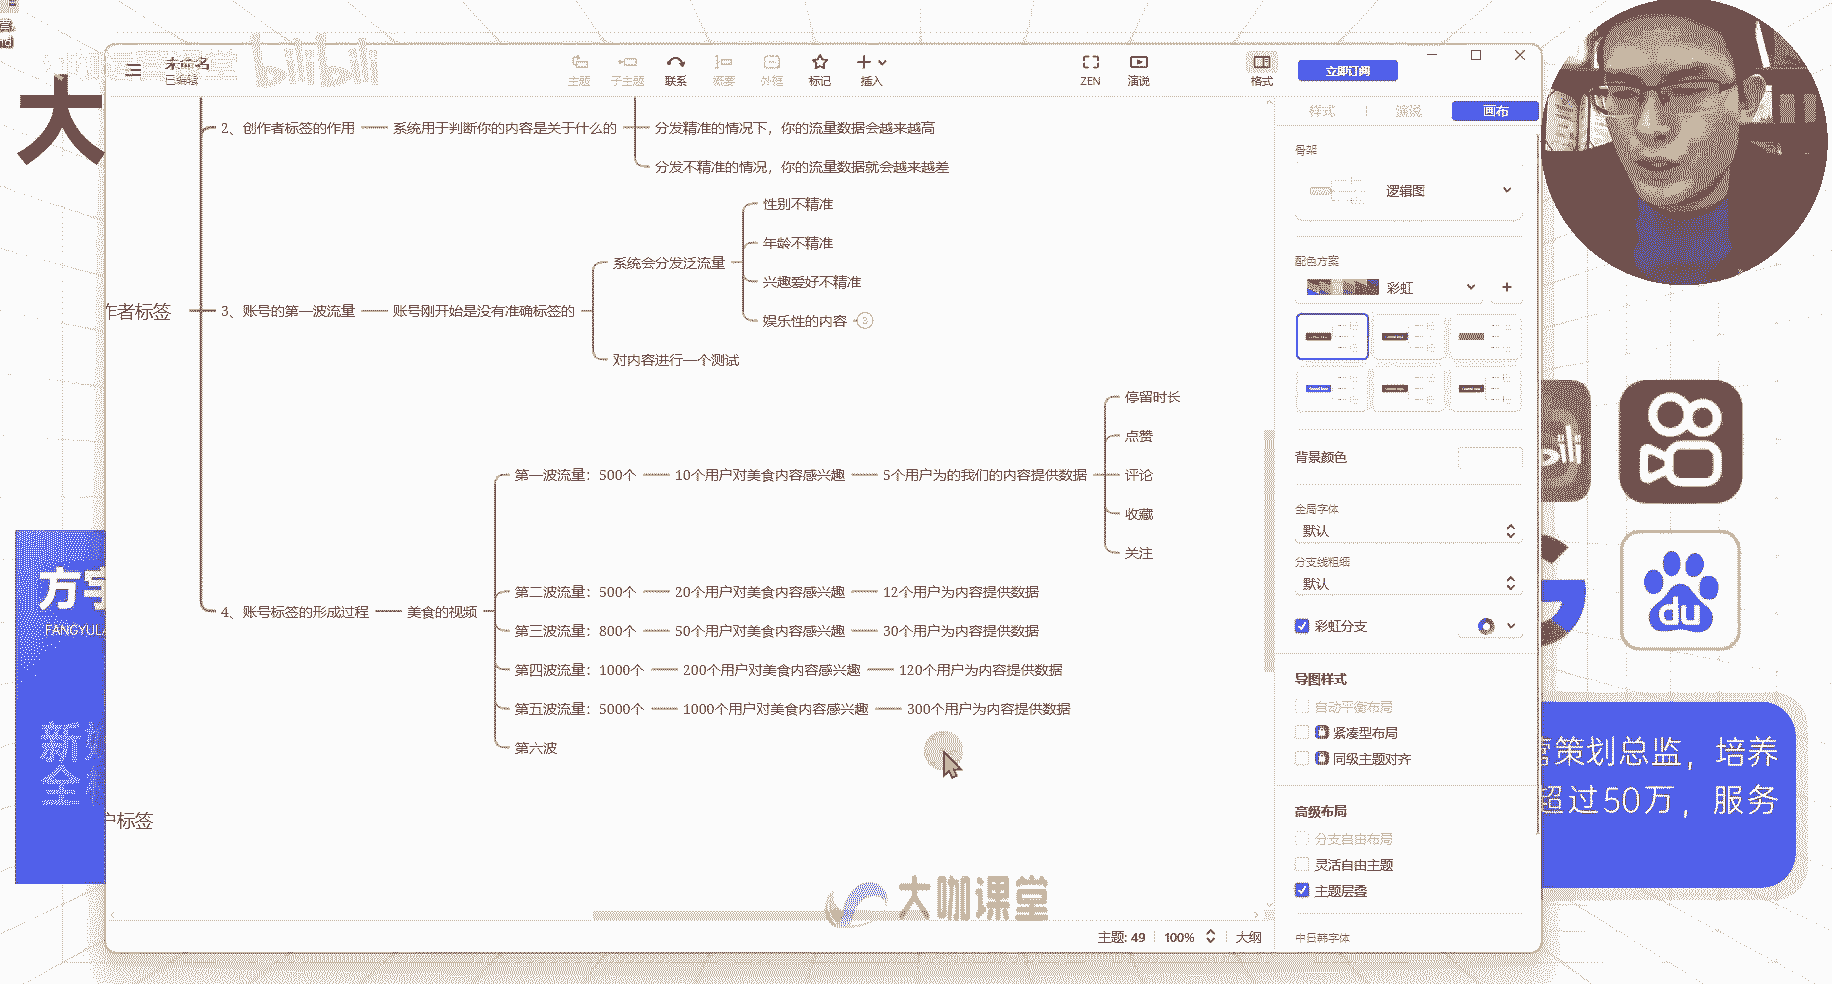 大咖课堂
bilibili
未命名
已编辑
主题
子主题
联系
概要
外框
标记
插入
ZEN
演说
格式
立即订阅
大
2、创作者标签的作用
系统用于判断你的内容是关于什么的
分发精准的情况下，你的流量数据会越来越高
分发不精准的情况，你的流量数据就会越来越差
作者标签
3、账号的第一波流量
账号刚开始是没有准确标签的
系统会分发泛流量
性别不精准
年龄不精准
兴趣爱好不精准
娱乐性的内容
对内容进行一个测试
4、账号标签的形成过程
美食的视频
第一波流量：500个
10个用户对美食内容感兴趣
5个用户为的我们的内容提供数据
停留时长
点赞
评论
收藏
关注
第二波流量：500个
20个用户对美食内容感兴趣
12个用户为内容提供数据
第三波流量：800个
50个用户对美食内容感兴趣
30个用户为内容提供数据
第四波流量：1000个
200个用户对美食内容感兴趣
120个用户为内容提供数据
第五波流量：5000个
1000个用户对美食内容感兴趣
300个用户为内容提供数据
第六波
户标签
样式
演说
画布
骨架
逻辑图
配色方案
彩虹
背景颜色
全局字体
默认
分支线粗细
默认
彩虹分支
导图样式
自动平衡布局
紧凑型布局
同级主题对齐
高级布局
分支自由布局
灵活自由主题
主题层叠
中日韩字体
主题: 49
100%
大纲
大咖课堂
方宇
FANGYUL
新
全
du
营策划总监，培养
超过50万，服务